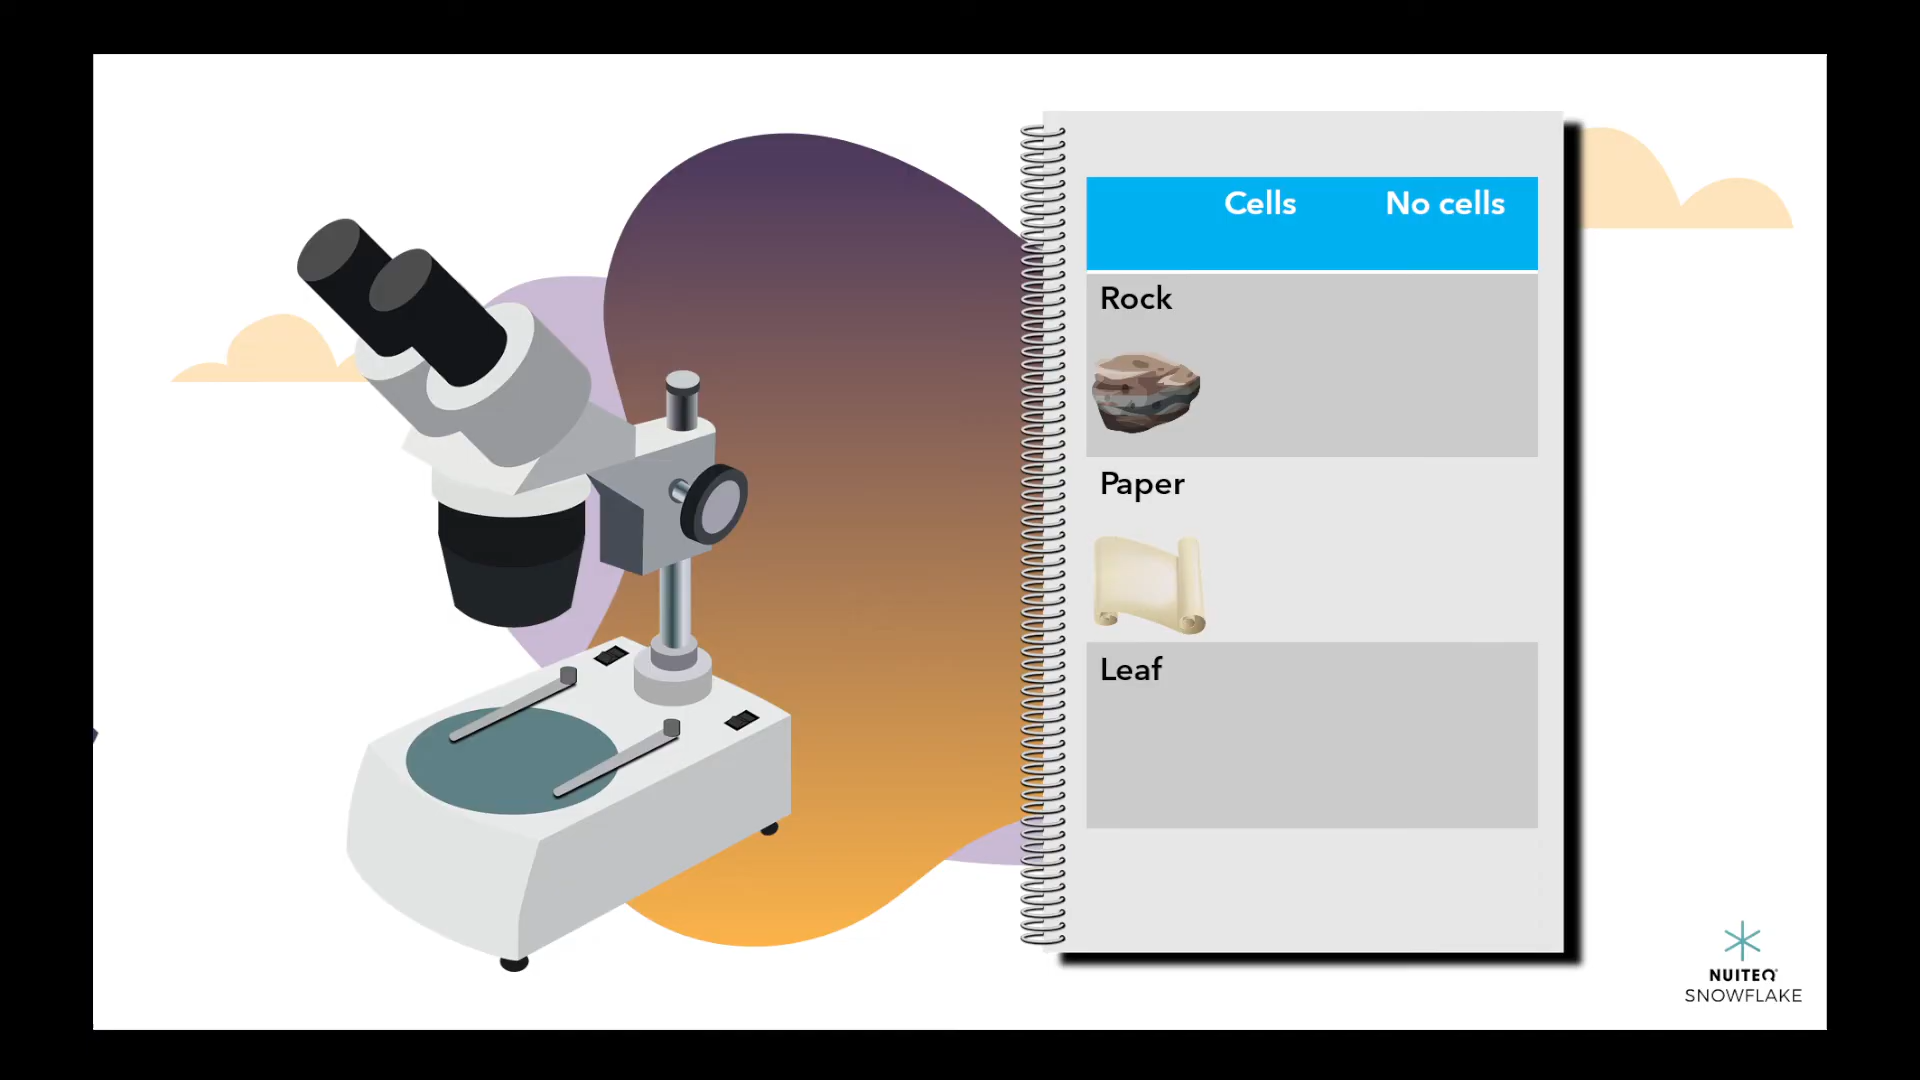 Cells No cells
Rock
Paper
Leaf
NUITEQ
SNOWFLAKE